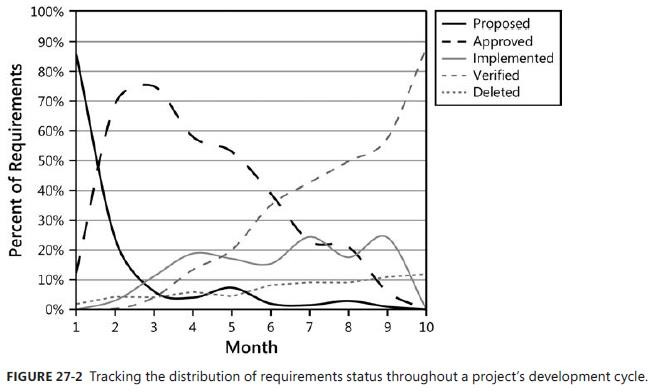 100%
90%
80%
70%
60%
50%
40%
30%
20%
10%
0%
Percent of Requirements
1 2 3 4 5 6 7 8 9 10
Month
Proposed
Approved
Implemented
Verified
Deleted
FIGURE 27-2 Tracking the distribution of requirements status throughout a project’s development cycle.